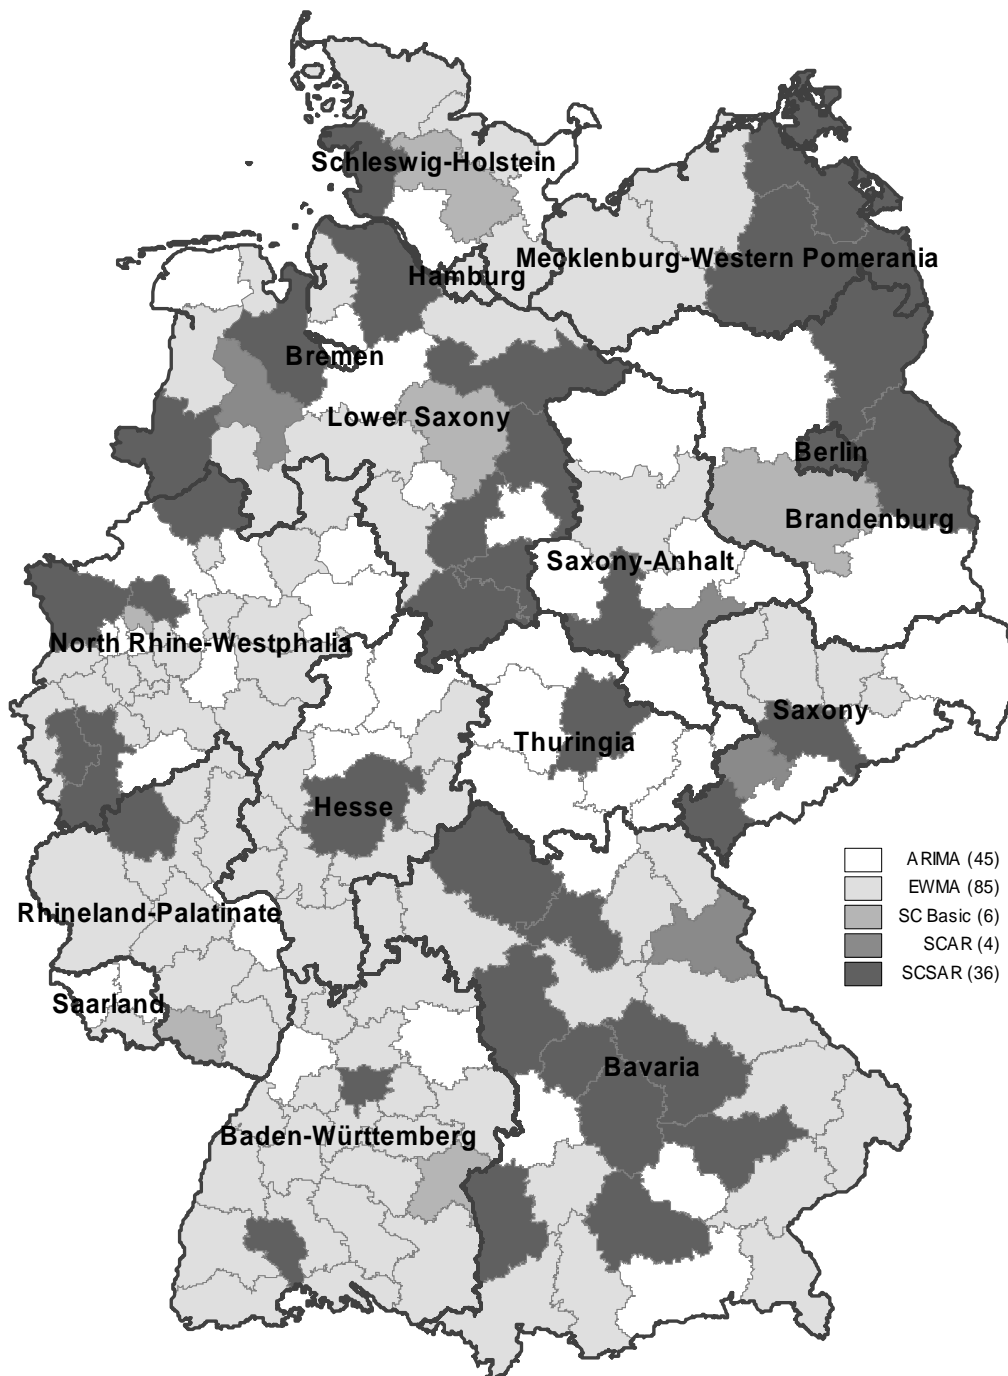 Schleswig-Holstein
Mecklenburg-Western Pomerania
Hamburg
Bremen
Lower Saxony
Berlin
Brandenburg
Saxony-Anhalt
North Rhine-Westphalia
Saxony
Thuringia
Hesse
ARIMA (45)
EWMA (85)
SC Basic (6)
SCAR (4)
SCSAR (36)
Rhineland-Palatinate
Saarland
Bavaria
Baden-Württemberg